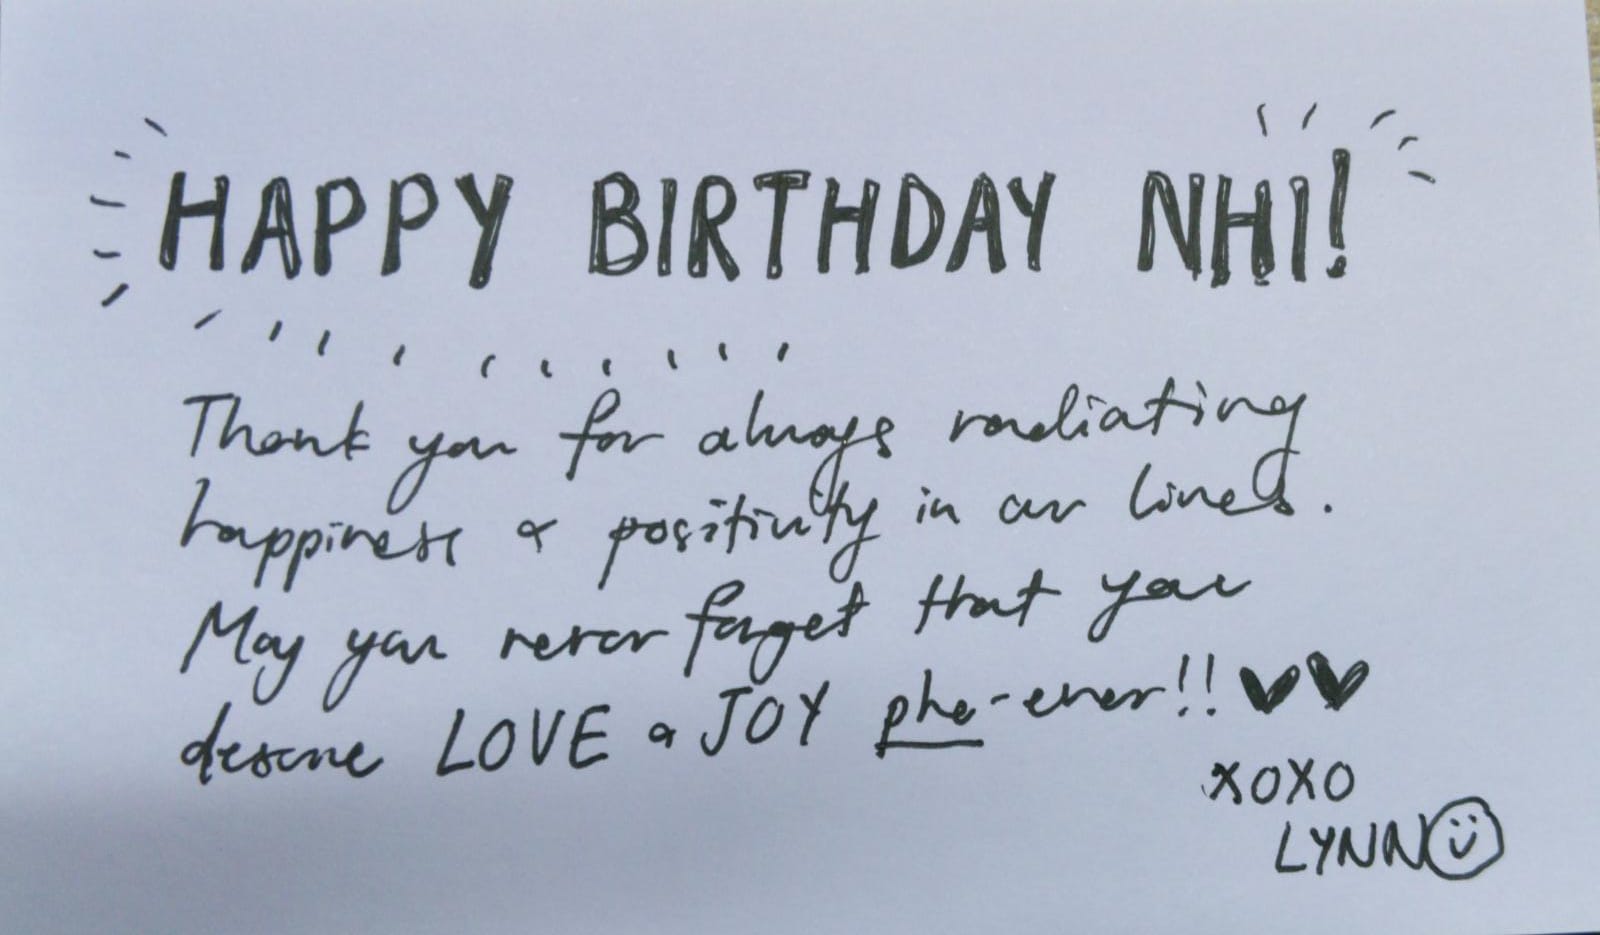 HAPPY BIRTHDAY NHI!
Thank you for always radiating
happiness & positivity in our lives.
May you never forget that you
deserve LOVE & JOY pho-ever!! ♥♥
XOXO
LYNN☺